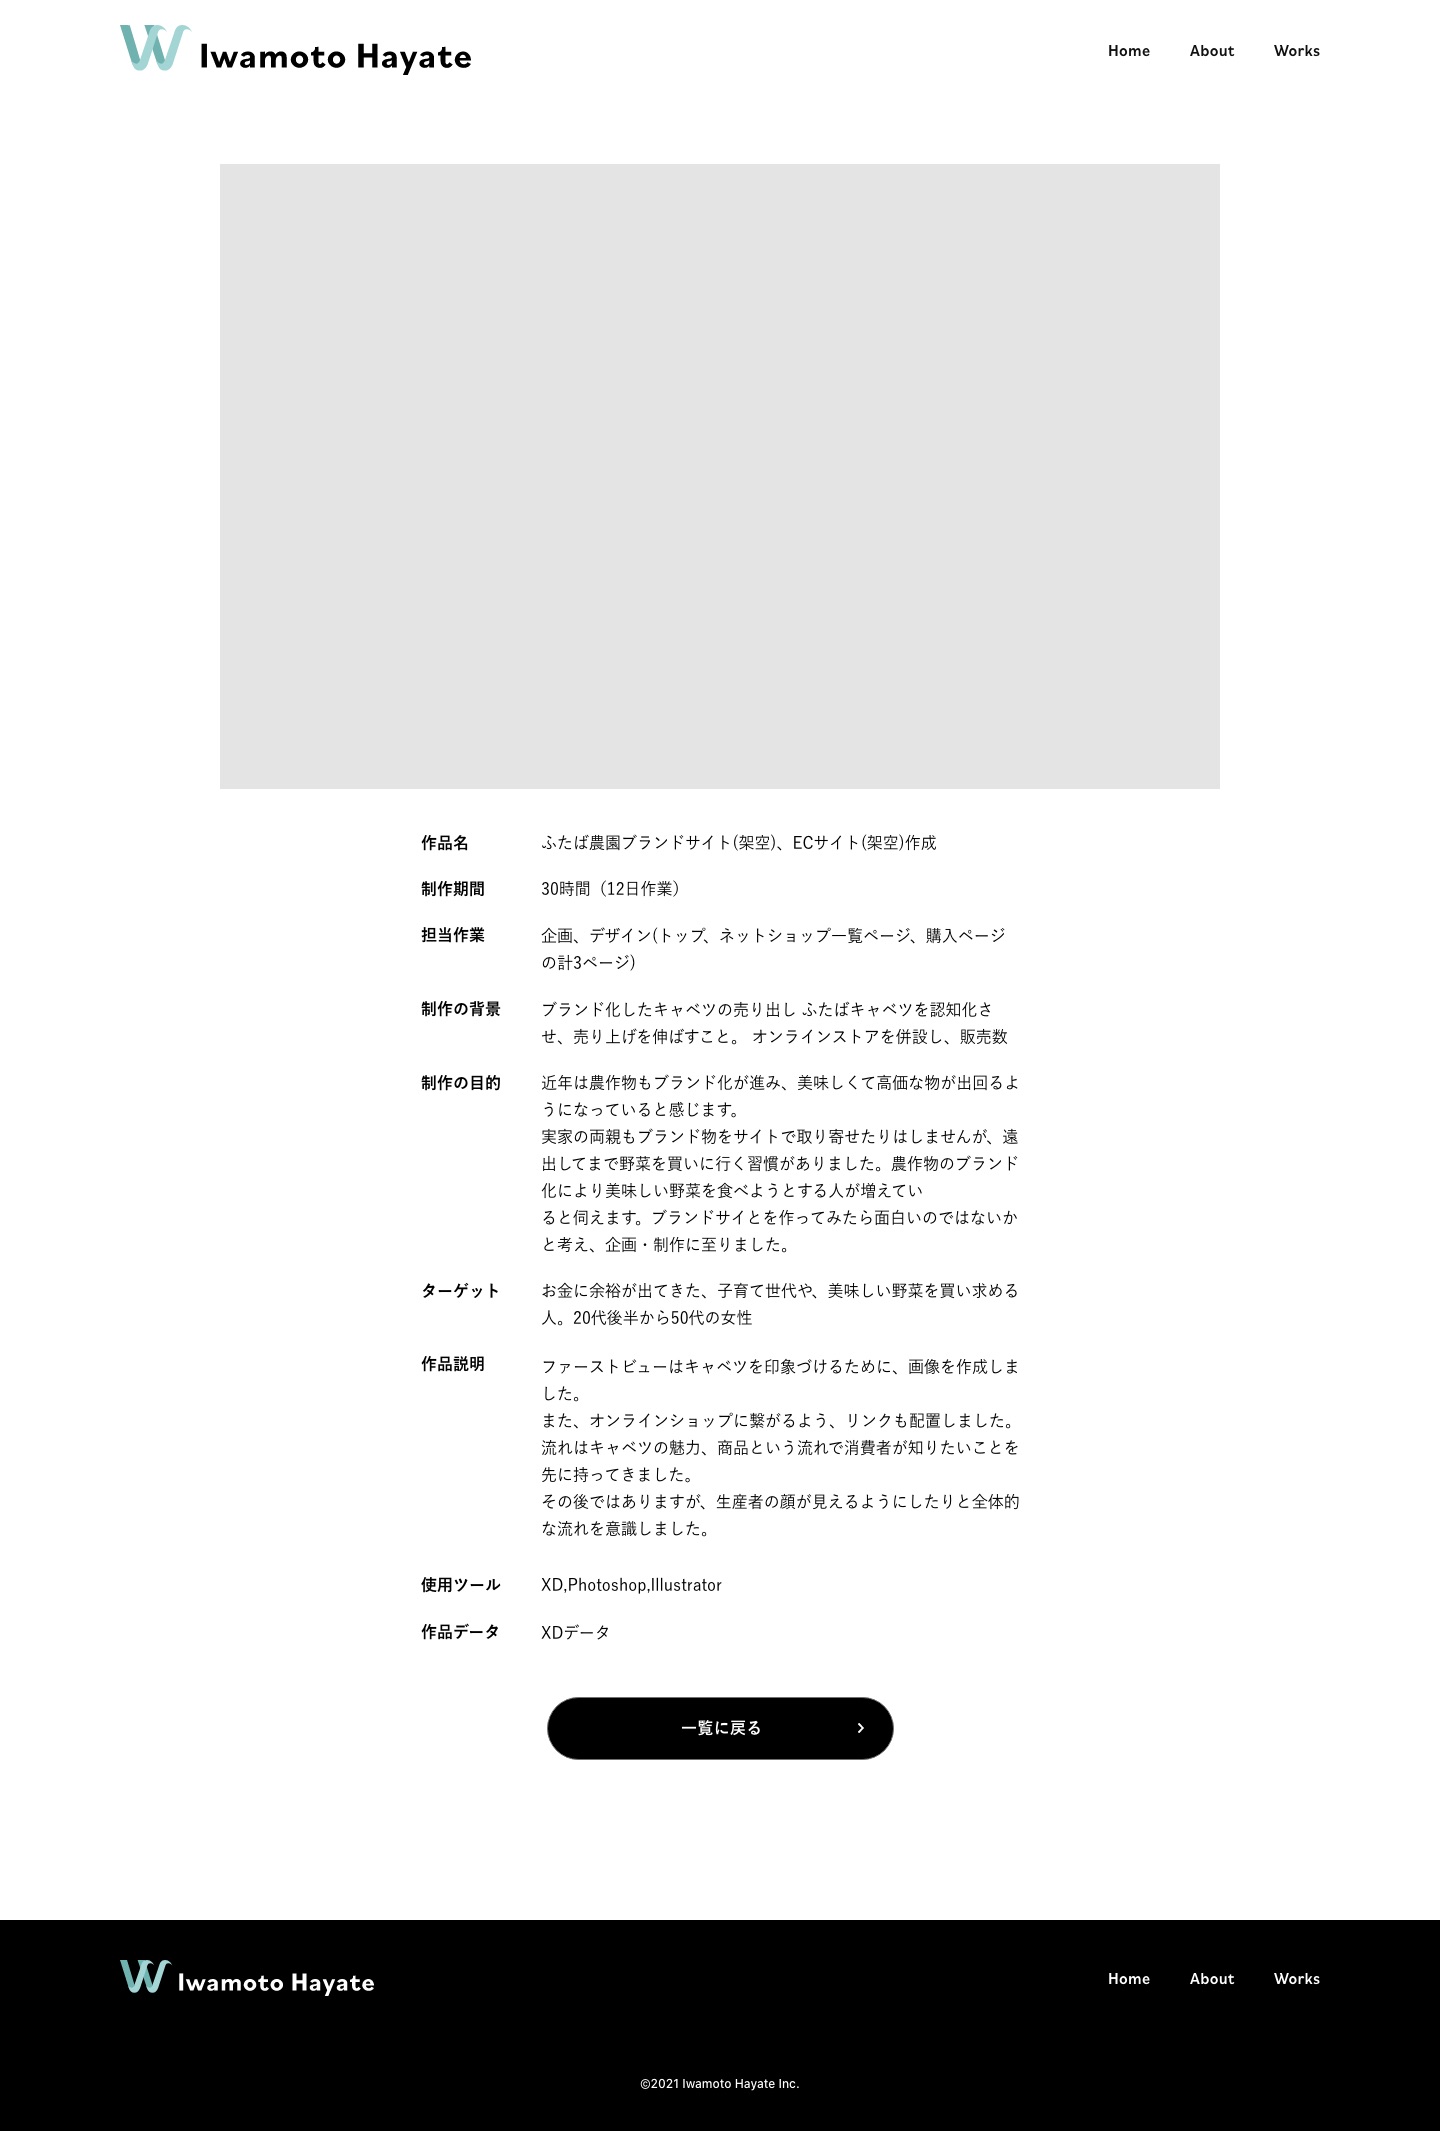 Iwamoto Hayate
Home About Works
作品名 ふたば農園ブランドサイト(架空)、ECサイト(架空)作成
制作期間 30時間（12日作業）
担当作業 企画、デザイン(トップ、ネットショップ一覧ページ、購入ページ
の計3ページ)
制作の背景 ブランド化したキャベツの売り出し ふたばキャベツを認知化さ
せ、売り上げを伸ばすこと。 オンラインストアを併設し、販売数
制作の目的 近年は農作物もブランド化が進み、美味しくて高価な物が出回るよ
うになっていると感じます。
実家の両親もブランド物をサイトで取り寄せたりはしませんが、遠
出してまで野菜を買いに行く習慣がありました。農作物のブランド
化により美味しい野菜を食べようとする人が増えてい
ると伺えます。ブランドサイとを作ってみたら面白いのではないか
と考え、企画・制作に至りました。
ターゲット お金に余裕が出てきた、子育て世代や、美味しい野菜を買い求める
人。20代後半から50代の女性
作品説明 ファーストビューはキャベツを印象づけるために、画像を作成しま
した。
また、オンラインショップに繋がるよう、リンクも配置しました。
流れはキャベツの魅力、商品という流れで消費者が知りたいことを
先に持ってきました。
その後ではありますが、生産者の顔が見えるようにしたりと全体的
な流れを意識しました。
使用ツール XD,Photoshop,Illustrator
作品データ XDデータ
一覧に戻る
Iwamoto Hayate
Home About Works
©2021 Iwamoto Hayate Inc.